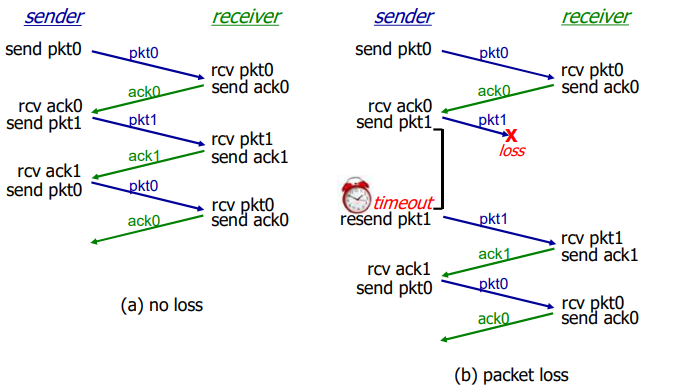 sender
receiver
send pkt0
pkt0
rcv pkt0
send ack0
ack0
rcv ack0
send pkt1
pkt1
rcv pkt1
send ack1
ack1
rcv ack1
send pkt0
pkt0
rcv pkt0
send ack0
ack0
(a) no loss
sender
receiver
send pkt0
pkt0
rcv pkt0
send ack0
ack0
rcv ack0
send pkt1
pkt1
X
loss
timeout
resend pkt1
pkt1
rcv pkt1
send ack1
ack1
rcv ack1
send pkt0
pkt0
rcv pkt0
send ack0
ack0
(b) packet loss